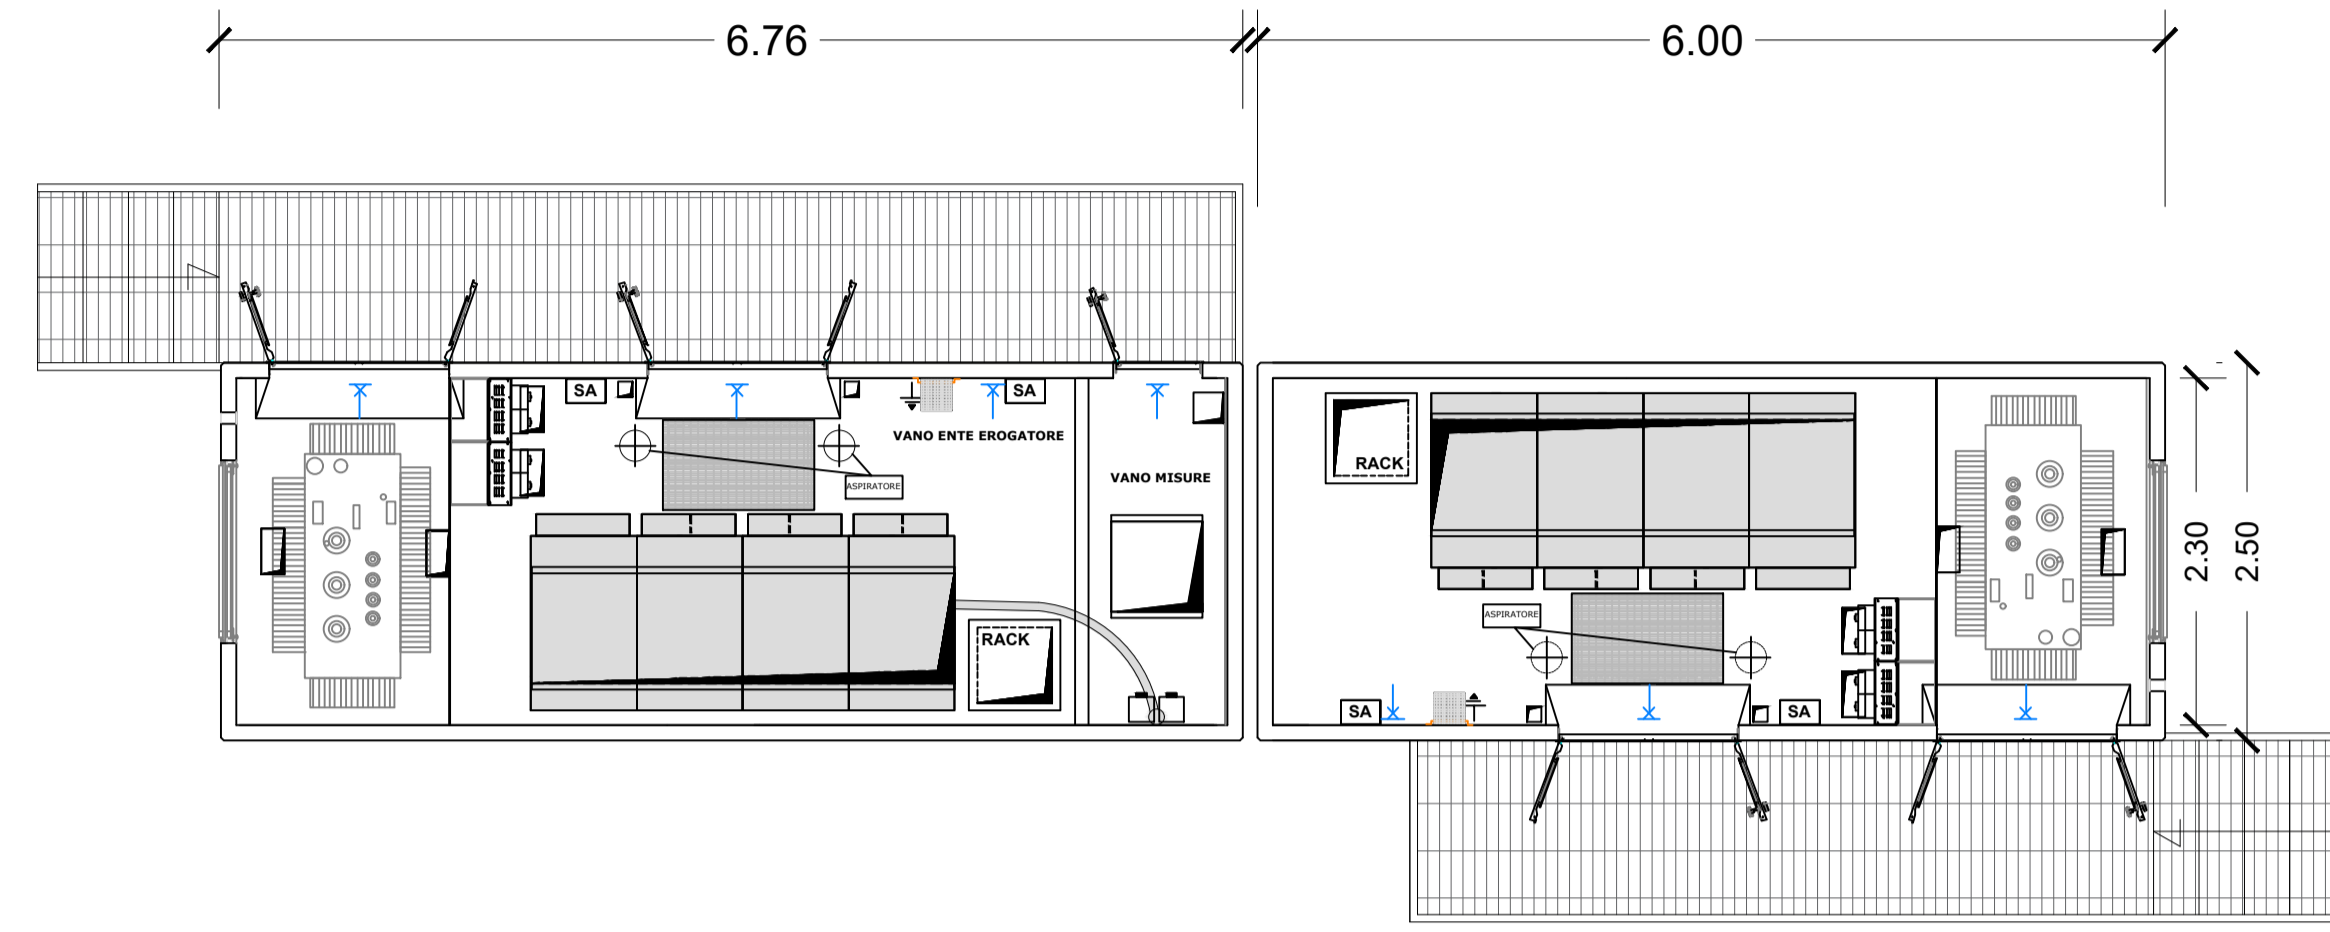 6.76
6.00
SA
SA
VANO ENTE EROGATORE
VANO MISURE
ASPIRATORE
RACK
RACK
ASPIRATORE
SA
SA
2.30
2.50